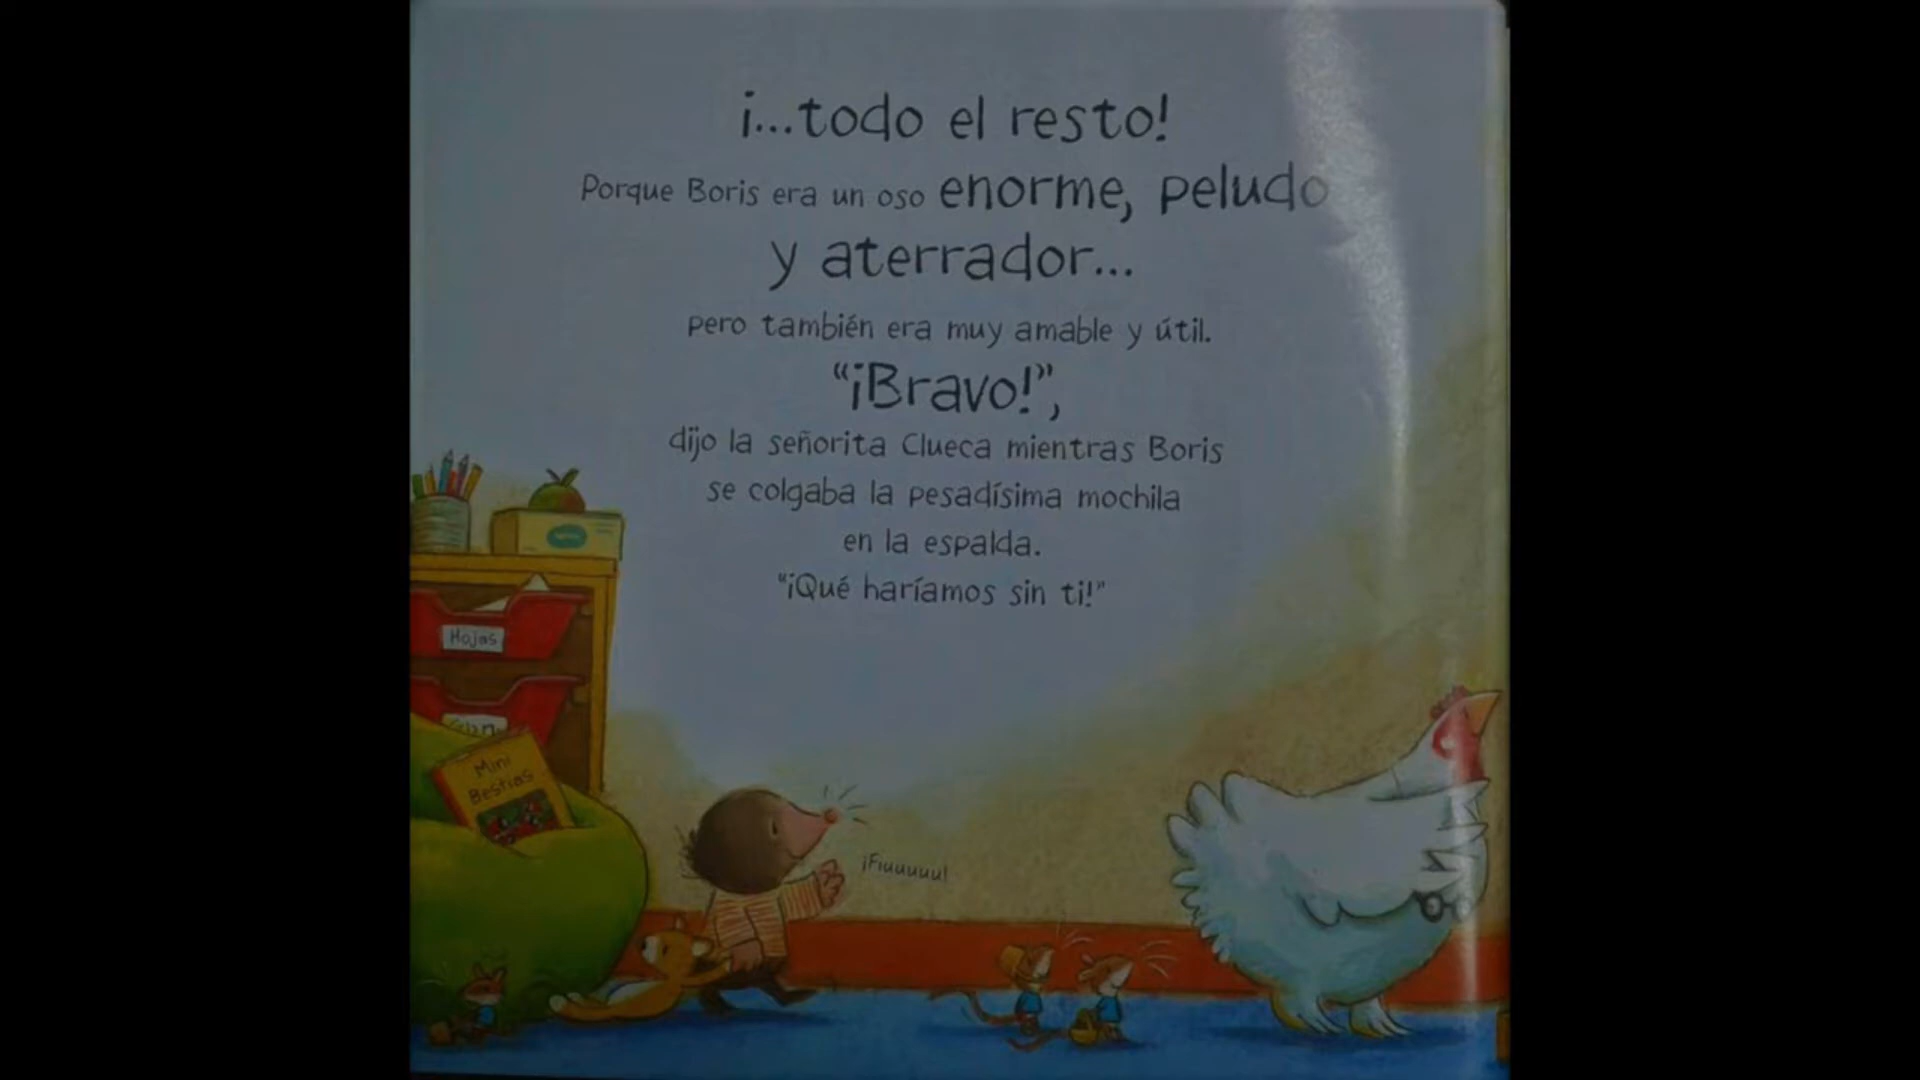 ¡...todo el resto!
Porque Boris era un oso enorme, peludo
y aterrador...
pero también era muy amable y útil.
“¡Bravo!”,
dijo la señorita Clueca mientras Boris
se colgaba la pesadísima mochila
en la espalda.
“¡Qué haríamos sin ti!”
Hojas
Mini
Bestias
¡Fiuuuuu!